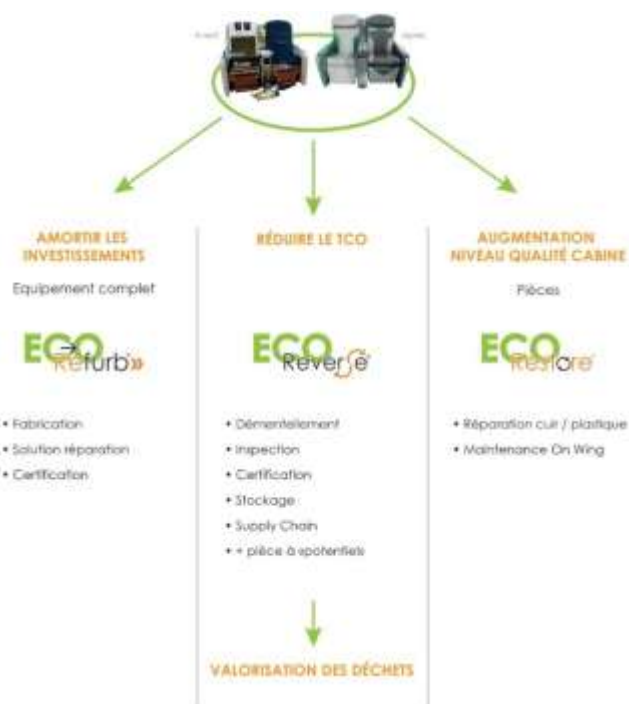 AMORTIR LES
INVESTISSEMENTS
Equipement complet
ECO
Refurb»
• Fabrication
• Solution réparation
• Certification
RÉDUIRE LE TCO
ECO
Reverse
• Démentellement
• Inspection
• Certification
• Stockage
• Supply Chain
• + pièce à «potentiels
VALORISATION DES DÉCHETS
AUGMENTATION
NIVEAU QUALITÉ CABINE
Pièces
ECO
Restore
• Réparation cuir / plastique
• Maintenance On Wing